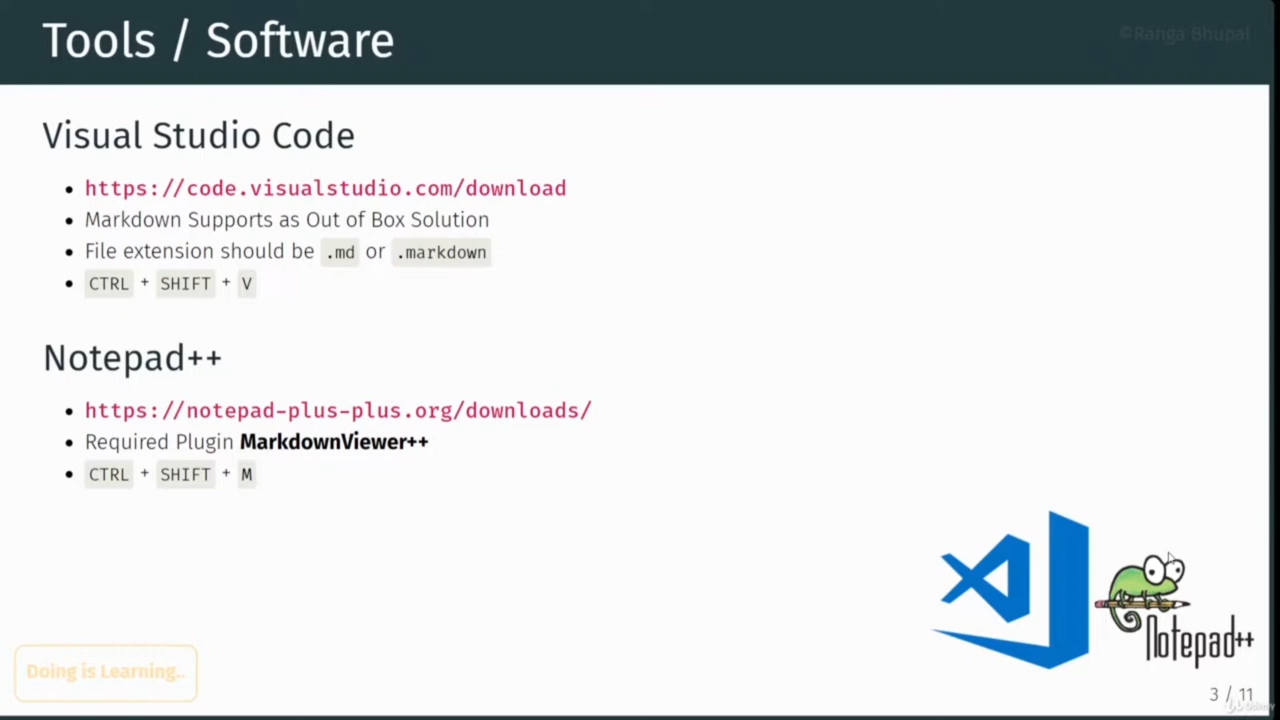 Tools / Software
©Ranga Bhupal
Visual Studio Code
https://code.visualstudio.com/download
Markdown Supports as Out of Box Solution
File extension should be .md or .markdown
CTRL + SHIFT + V
Notepad++
https://notepad-plus-plus.org/downloads/
Required Plugin MarkdownViewer++
CTRL + SHIFT + M
Notepad++
Doing is Learning..
3 / 11
Udemy